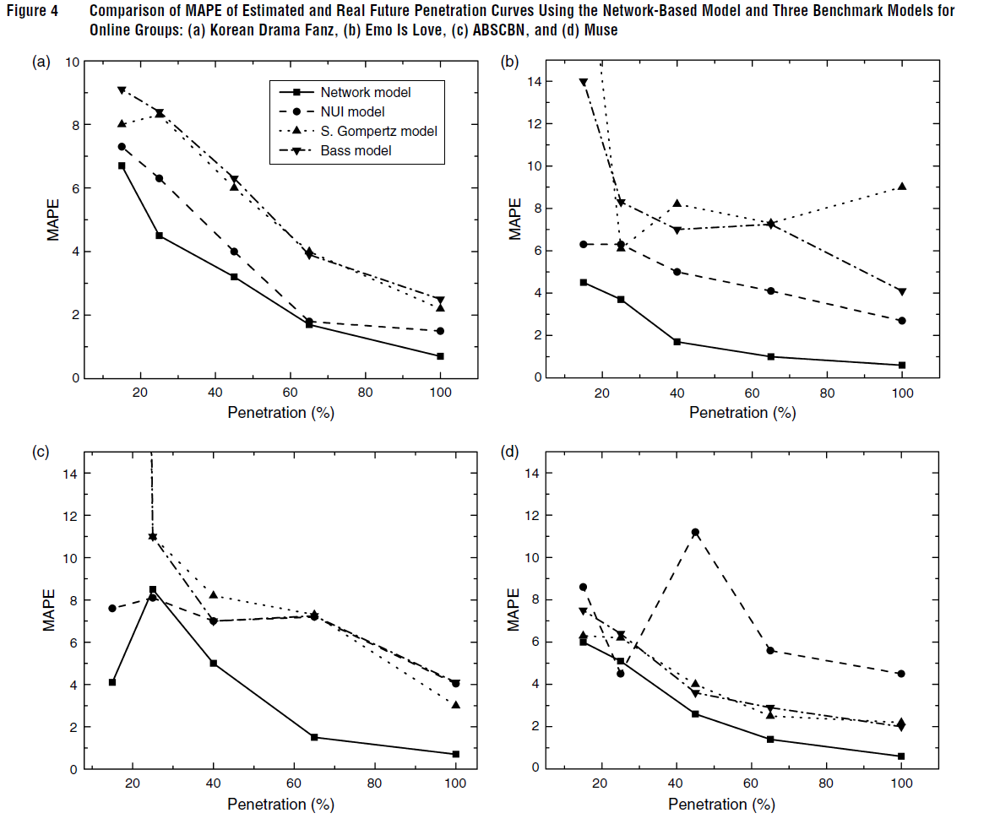 Figure 4 Comparison of MAPE of Estimated and Real Future Penetration Curves Using the Network-Based Model and Three Benchmark Models for
Online Groups: (a) Korean Drama Fanz, (b) Emo Is Love, (c) ABSCBN, and (d) Muse
(a)
10
8
6
4
2
0
MAPE
Network model
NUI model
S. Gompertz model
Bass model
20 40 60 80 100
Penetration (%)
(b)
14
12
10
8
6
4
2
0
MAPE
20 40 60 80 100
Penetration (%)
(c)
14
12
10
8
6
4
2
0
MAPE
20 40 60 80 100
Penetration (%)
(d)
14
12
10
8
6
4
2
0
MAPE
20 40 60 80 100
Penetration (%)